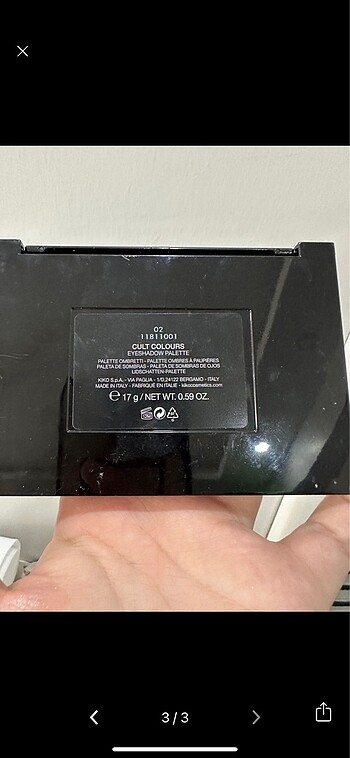 02
11811001
CULT COLOURS
EYESHADOW PALETTE
PALETTE OMBRETTI - PALETTE OMBRES À PAUPIÈRES
PALETA DE SOMBRAS - PALETA DE SOMBRAS DE OJOS
LIDSCHATTEN-PALETTE
KIKO S.p.A. - VIA PAGLIA - 1/D,24122 BERGAMO - ITALY
MADE IN ITALY - FABRIQUÉ EN ITALIE - kikocosmetics.com
℮ 17 g / NET WT. 0.59 OZ.
3 / 3